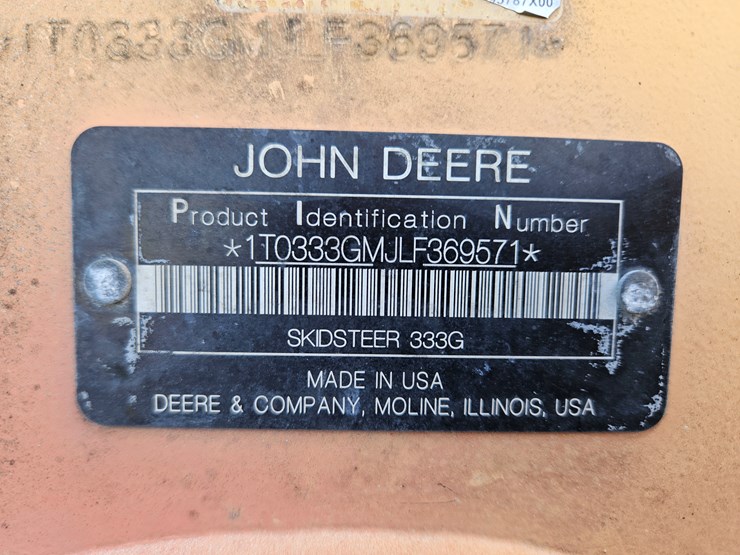 1T0333GMJLF369571
JOHN DEERE
Product Identification Number
*1T0333GMJLF369571*
SKIDSTEER 333G
MADE IN USA
DEERE & COMPANY, MOLINE, ILLINOIS, USA